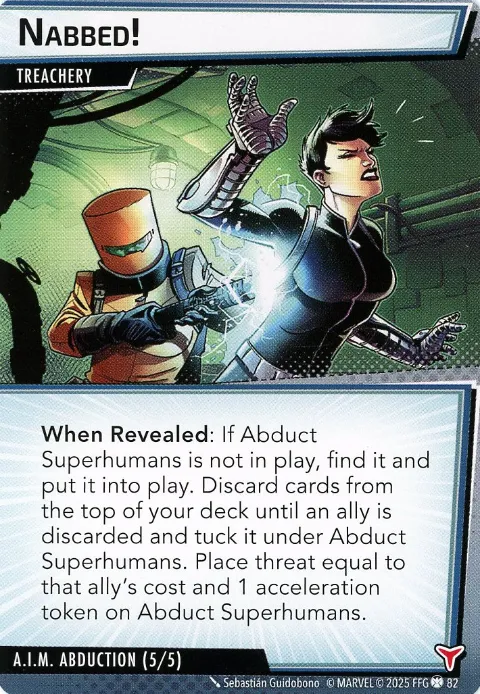 Nabbed!
TREACHERY
When Revealed: If Abduct
Superhumans is not in play, find it and
put it into play. Discard cards from
the top of your deck until an ally is
discarded and tuck it under Abduct
Superhumans. Place threat equal to
that ally's cost and 1 acceleration
token on Abduct Superhumans.
A.I.M. ABDUCTION (5/5)
Sebastián Guidobono © MARVEL © 2025 FFG 82